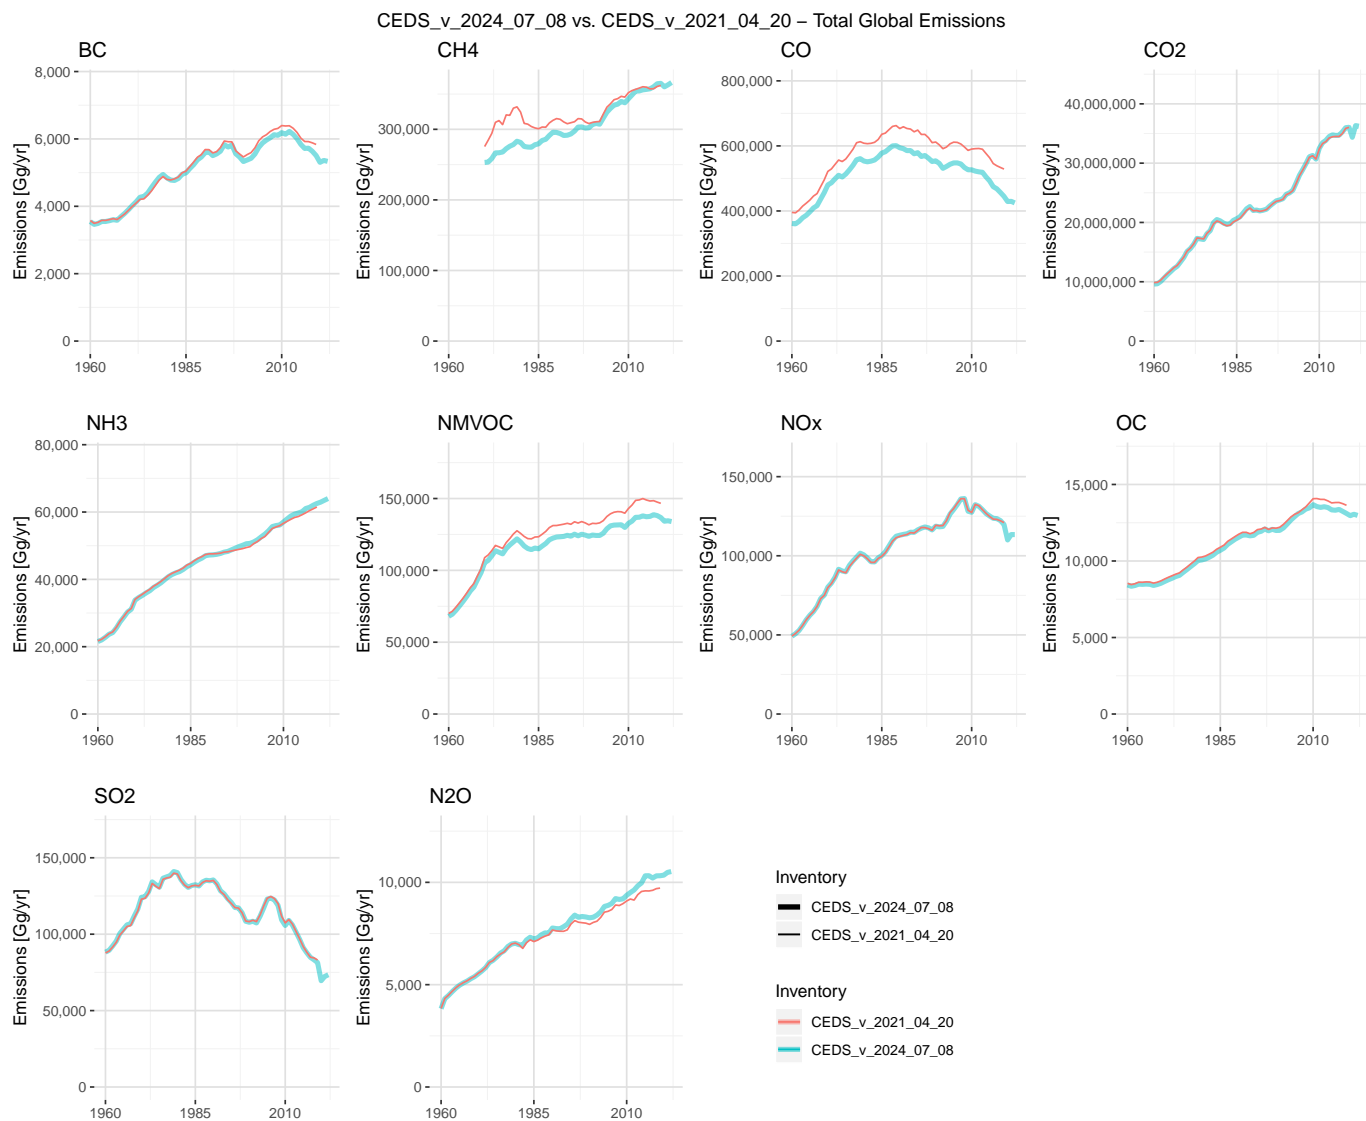 CEDS_v_2024_07_08 vs. CEDS_v_2021_04_20 – Total Global Emissions
BC
Emissions [Gg/yr]
8,000
6,000
4,000
2,000
0
1960 1985 2010
CH4
Emissions [Gg/yr]
300,000
200,000
100,000
0
1960 1985 2010
CO
Emissions [Gg/yr]
800,000
600,000
400,000
200,000
0
1960 1985 2010
CO2
Emissions [Gg/yr]
40,000,000
30,000,000
20,000,000
10,000,000
0
1960 1985 2010
NH3
Emissions [Gg/yr]
80,000
60,000
40,000
20,000
0
1960 1985 2010
NMVOC
Emissions [Gg/yr]
150,000
100,000
50,000
0
1960 1985 2010
NOx
Emissions [Gg/yr]
150,000
100,000
50,000
0
1960 1985 2010
OC
Emissions [Gg/yr]
15,000
10,000
5,000
0
1960 1985 2010
SO2
Emissions [Gg/yr]
150,000
100,000
50,000
0
1960 1985 2010
N2O
Emissions [Gg/yr]
10,000
5,000
0
1960 1985 2010
Inventory
CEDS_v_2024_07_08
CEDS_v_2021_04_20
Inventory
CEDS_v_2021_04_20
CEDS_v_2024_07_08